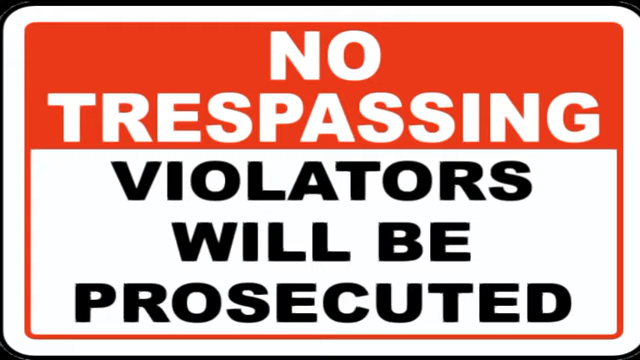 NO
TRESPASSING
VIOLATORS
WILL BE
PROSECUTED